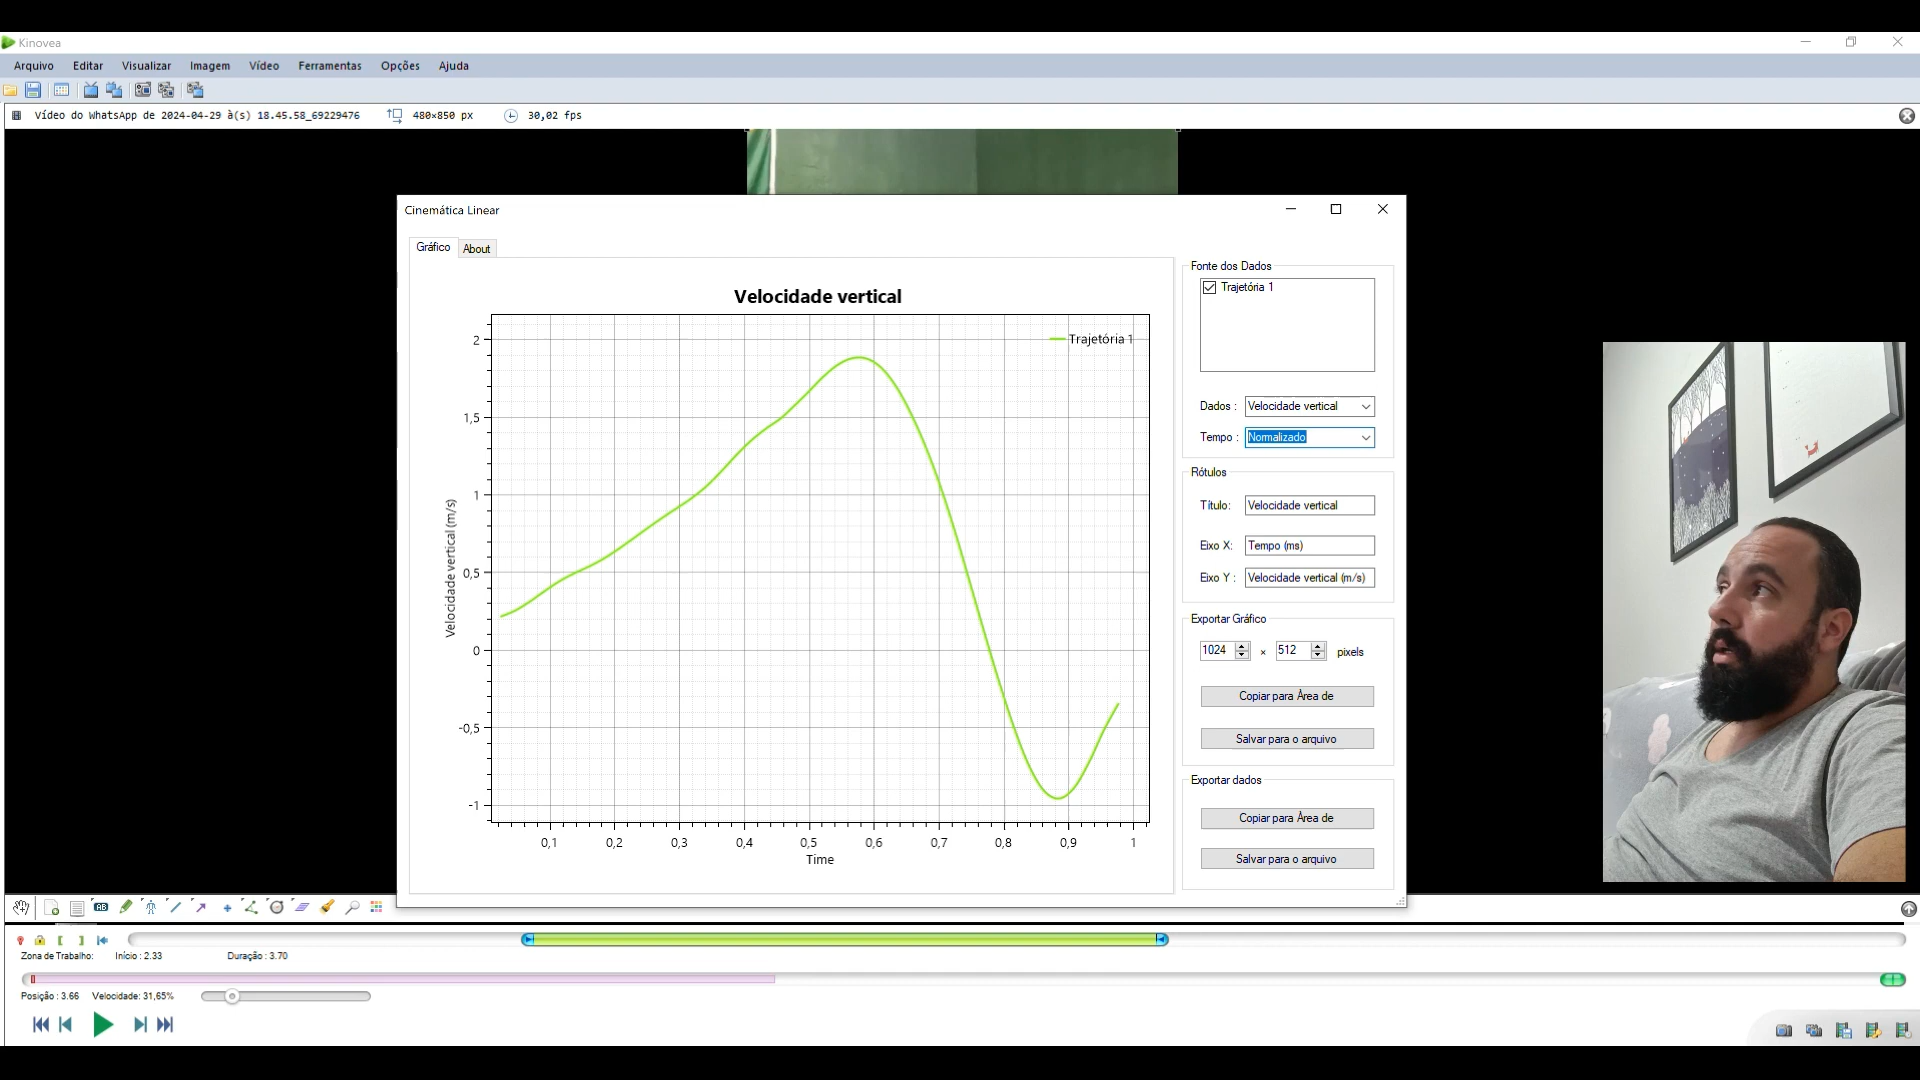 Kinovea
Arquivo Editar Visualizar Imagem Vídeo Ferramentas Opções Ajuda
Vídeo do WhatsApp de 2024-04-29 à(s) 18.45.58_69229476 480×850 px 30,02 fps
Cinemática Linear
Gráfico About
Velocidade vertical
Trajetória 1
2
1,5
1
0,5
0
-0,5
-1
Velocidade vertical (m/s)
0,1 0,2 0,3 0,4 0,5 0,6 0,7 0,8 0,9 1
Time
Fonte dos Dados
Trajetória 1
Dados : Velocidade vertical
Tempo : Normalizado
Rótulos
Título: Velocidade vertical
Eixo X: Tempo (ms)
Eixo Y : Velocidade vertical (m/s)
Exportar Gráfico
1024 × 512 pixels
Copiar para Área de
Salvar para o arquivo
Exportar dados
Copiar para Área de
Salvar para o arquivo
AB
Zona de Trabalho: Início : 2.33 Duração : 3.70
Posição : 3.66 Velocidade: 31,65%